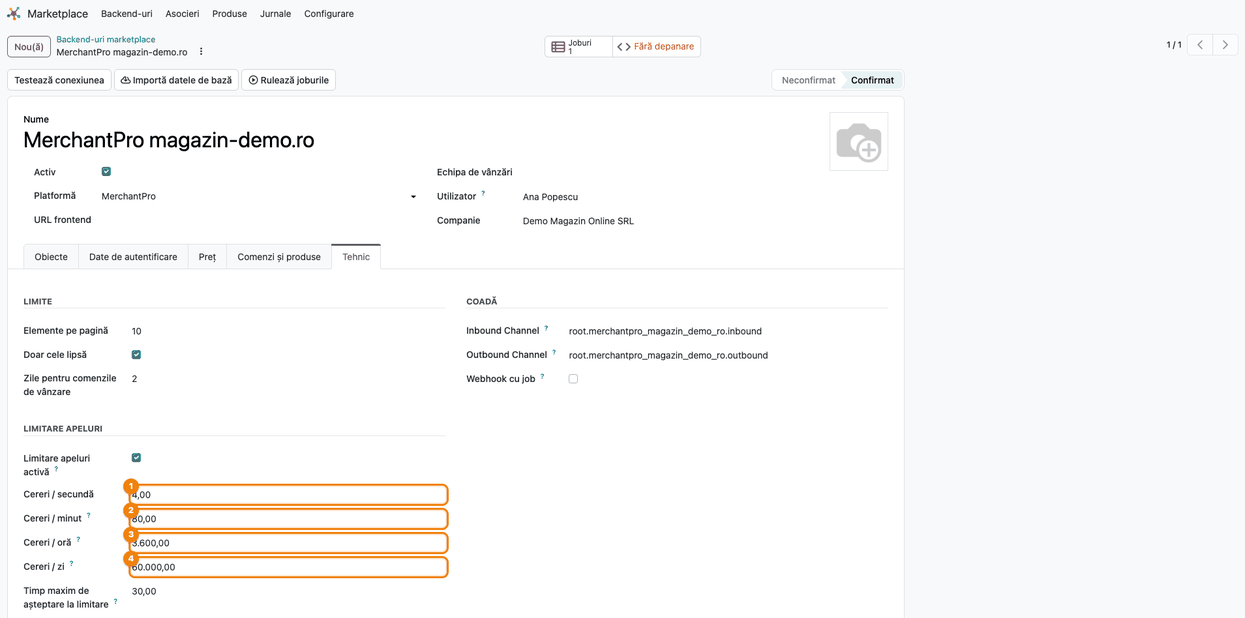 Marketplace Backend-uri Asocieri Produse Jurnale Configurare
Nou(ă)
Backend-uri marketplace
MerchantPro magazin-demo.ro
Joburi
1
Fără depanare
1 / 1
Testează conexiunea
Importă datele de bază
Rulează joburile
Neconfirmat
Confirmat
Nume
MerchantPro magazin-demo.ro
Activ
Platformă MerchantPro
URL frontend
Echipa de vânzări
Utilizator ? Ana Popescu
Companie Demo Magazin Online SRL
Obiecte Date de autentificare Preț Comenzi și produse Tehnic
LIMITE
Elemente pe pagină 10
Doar cele lipsă
Zile pentru comenzile
de vânzare 2
COADĂ
Inbound Channel ? root.merchantpro_magazin_demo_ro.inbound
Outbound Channel ? root.merchantpro_magazin_demo_ro.outbound
Webhook cu job ?
LIMITARE APELURI
Limitare apeluri
activă ?
Cereri / secundă 1 4,00
Cereri / minut ? 2 80,00
Cereri / oră ? 3 3.600,00
Cereri / zi ? 4 60.000,00
Timp maxim de
așteptare la limitare ? 30,00